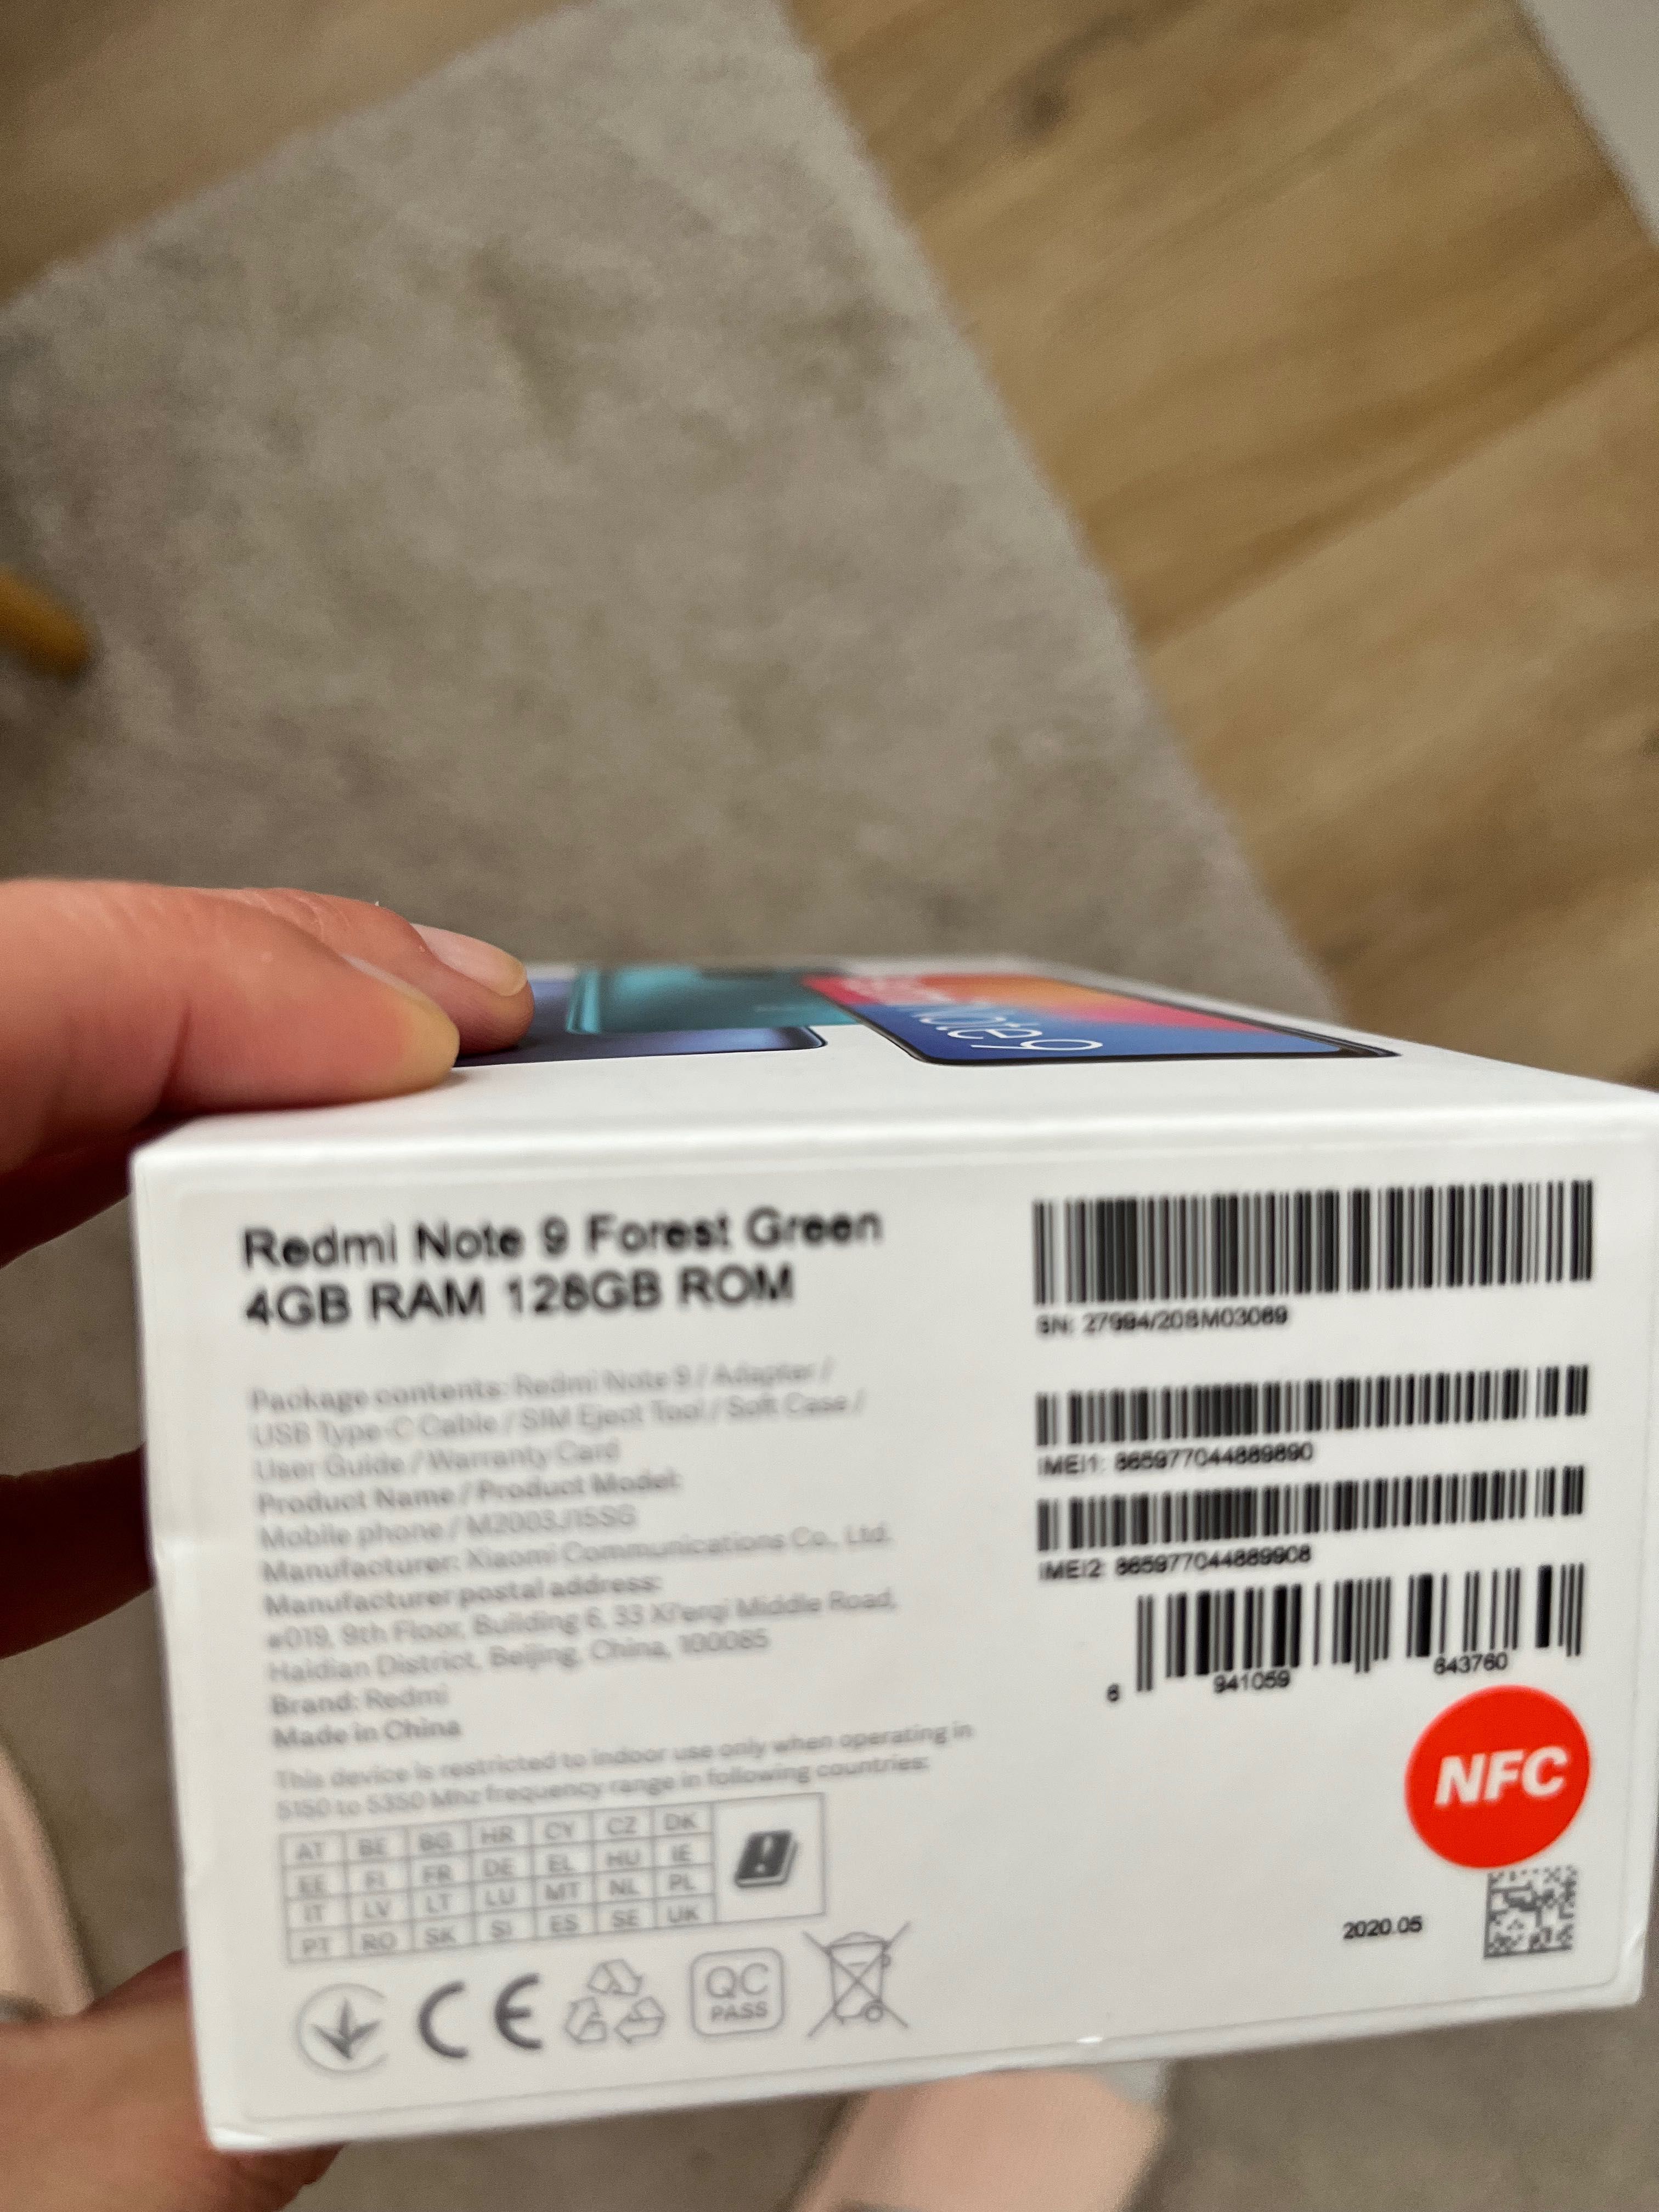 Note 9
Redmi Note 9 Forest Green
4GB RAM 128GB ROM
Package contents: Redmi Note 9 / Adapter /
USB Type-C Cable / SIM Eject Tool / Soft Case /
User Guide / Warranty Card
Product Name / Product Model:
Mobile phone / M2003J15SG
Manufacturer: Xiaomi Communications Co., Ltd.
Manufacturer postal address:
#019, 9th Floor, Building 6, 33 Xi'erqi Middle Road,
Haidian District, Beijing, China, 100085
Brand: Redmi
Made in China
This device is restricted to indoor use only when operating in
5150 to 5350 Mhz frequency range in following countries:
AT BE BG HR CY CZ DK
EE FI FR DE EL HU IE
IT LV LT LU MT NL PL
PT RO SK SI ES SE UK
CE
QC
PASS
SN: 27994/20SM03069
IMEI1: 865977044889890
IMEI2: 865977044889908
6 941059 643760
NFC
2020.05